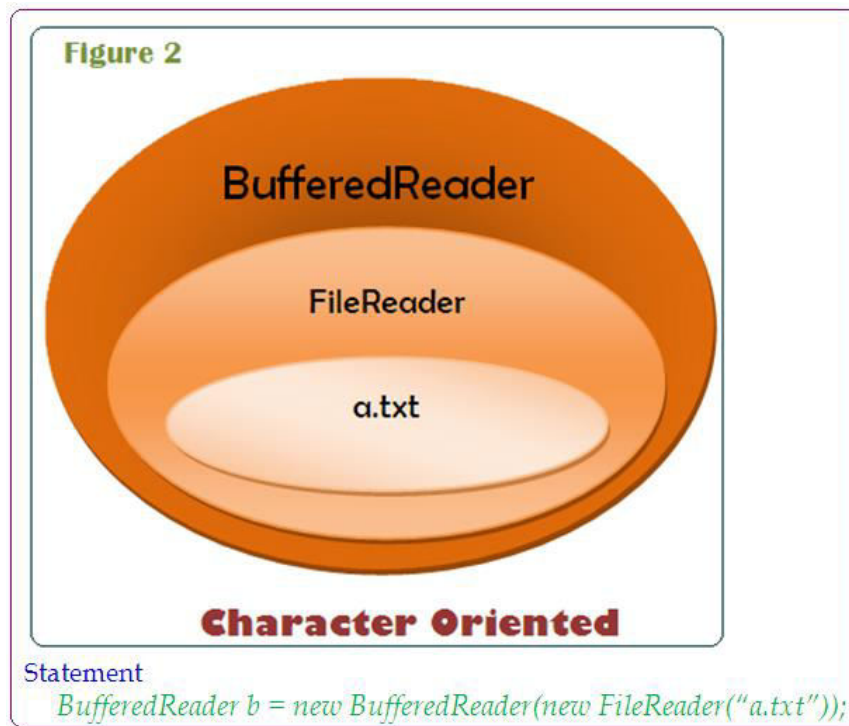 Figure 2
BufferedReader
FileReader
a.txt
Character Oriented
Statement
BufferedReader b = new BufferedReader(new FileReader(“a.txt”));